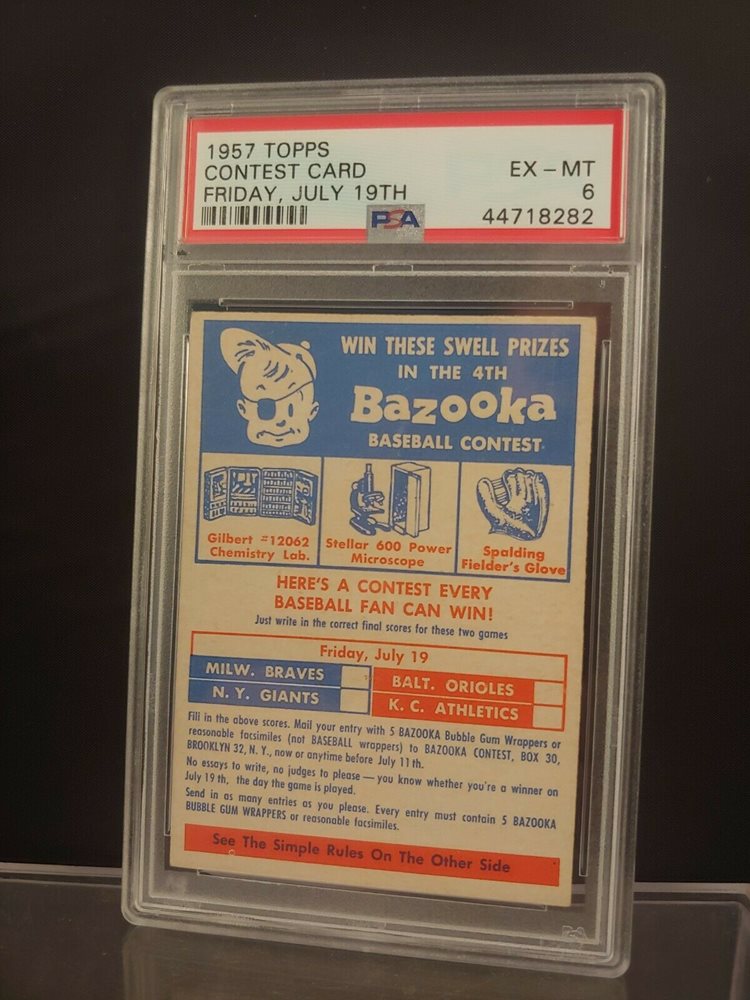 1957 TOPPS
CONTEST CARD
EX - MT
FRIDAY, JULY 19TH
6
PSA
44718282
WIN THESE SWELL PRIZES
IN THE 4TH
Bazooka
BASEBALL CONTEST
Gilbert #12062
Chemistry Lab.
Stellar 600 Power
Microscope
Spalding
Fielder's Glove
HERE'S A CONTEST EVERY
BASEBALL FAN CAN WIN!
Just write in the correct final scores for these two games
Friday, July 19
MILW. BRAVES
BALT. ORIOLES
N. Y. GIANTS
K. C. ATHLETICS
Fill in the above scores. Mail your entry with 5 BAZOOKA Bubble Gum Wrappers or
reasonable facsimiles (not BASEBALL wrappers) to BAZOOKA CONTEST, BOX 30,
BROOKLYN 32, N. Y., now or anytime before July 11th.
No essays to write, no judges to please — you know whether you're a winner on
July 19th, the day the game is played.
Send in as many entries as you please. Every entry must contain 5 BAZOOKA
BUBBLE GUM WRAPPERS or reasonable facsimiles.
See The Simple Rules On The Other Side
PSA